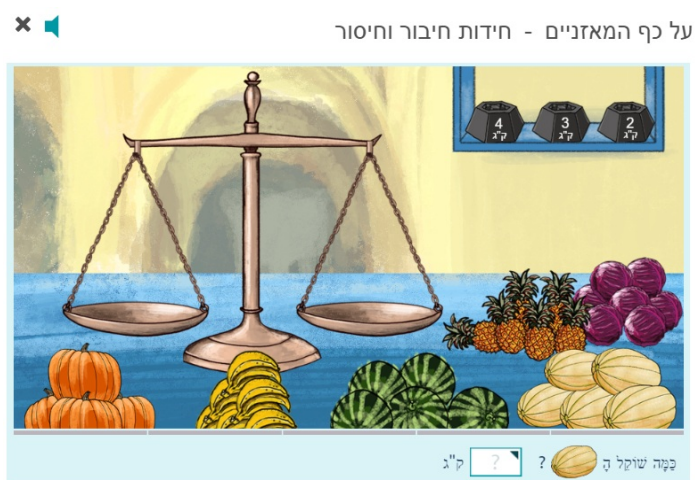 על כף המאזניים - חידות חיבור וחיסור
4 ק"ג
3 ק"ג
2 ק"ג
כַּמָּה שׁוֹקֵל הָ ? ? ק"ג